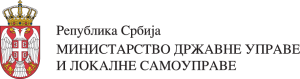 Република Србија
МИНИСТАРСТВО ДРЖАВНЕ УПРАВЕ
И ЛОКАЛНЕ САМОУПРАВЕ